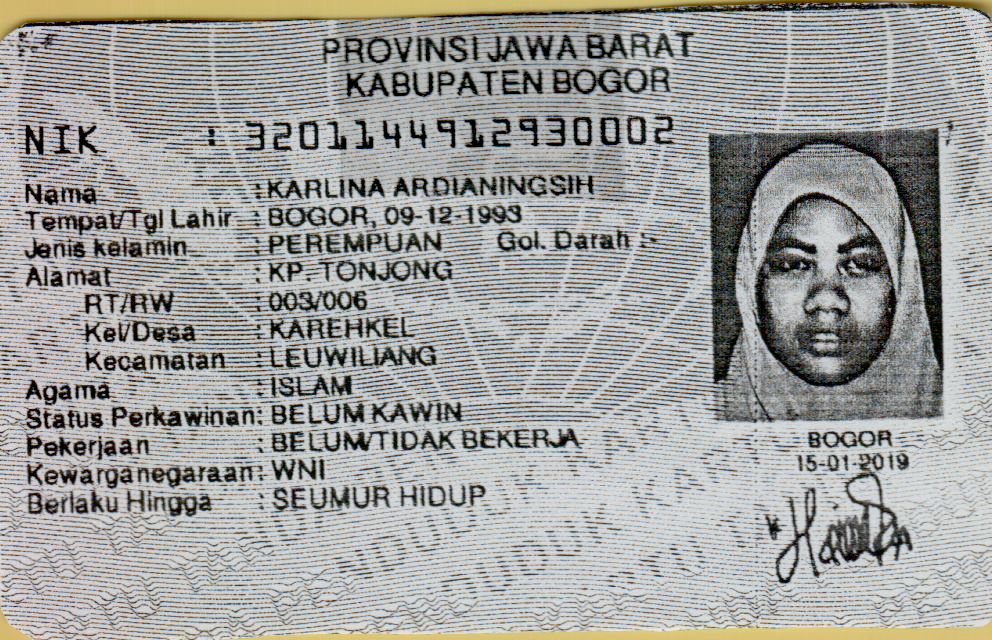 PROVINSI JAWA BARAT
KABUPATEN BOGOR
NIK : 3201144912930002
Nama : KARLINA ARDIANINGSIH
Tempat/Tgl Lahir : BOGOR, 09-12-1993
Jenis kelamin : PEREMPUAN Gol. Darah : -
Alamat : KP. TONJONG
RT/RW : 003/006
Kel/Desa : KAREHKEL
Kecamatan : LEUWILIANG
Agama : ISLAM
Status Perkawinan: BELUM KAWIN
Pekerjaan : BELUM/TIDAK BEKERJA
Kewarganegaraan: WNI
Berlaku Hingga : SEUMUR HIDUP
BOGOR
15-01-2019